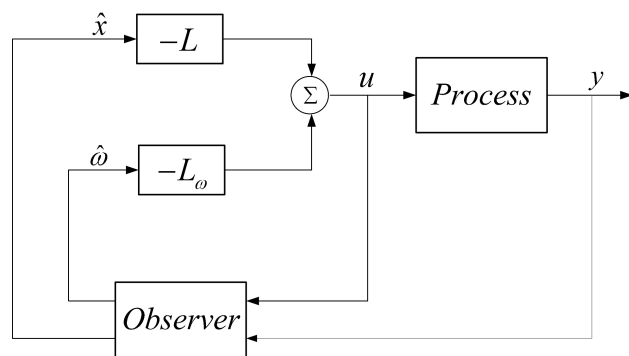 x̂
−L
Σ
u
Process
y
ω̂
−L_ω
Observer